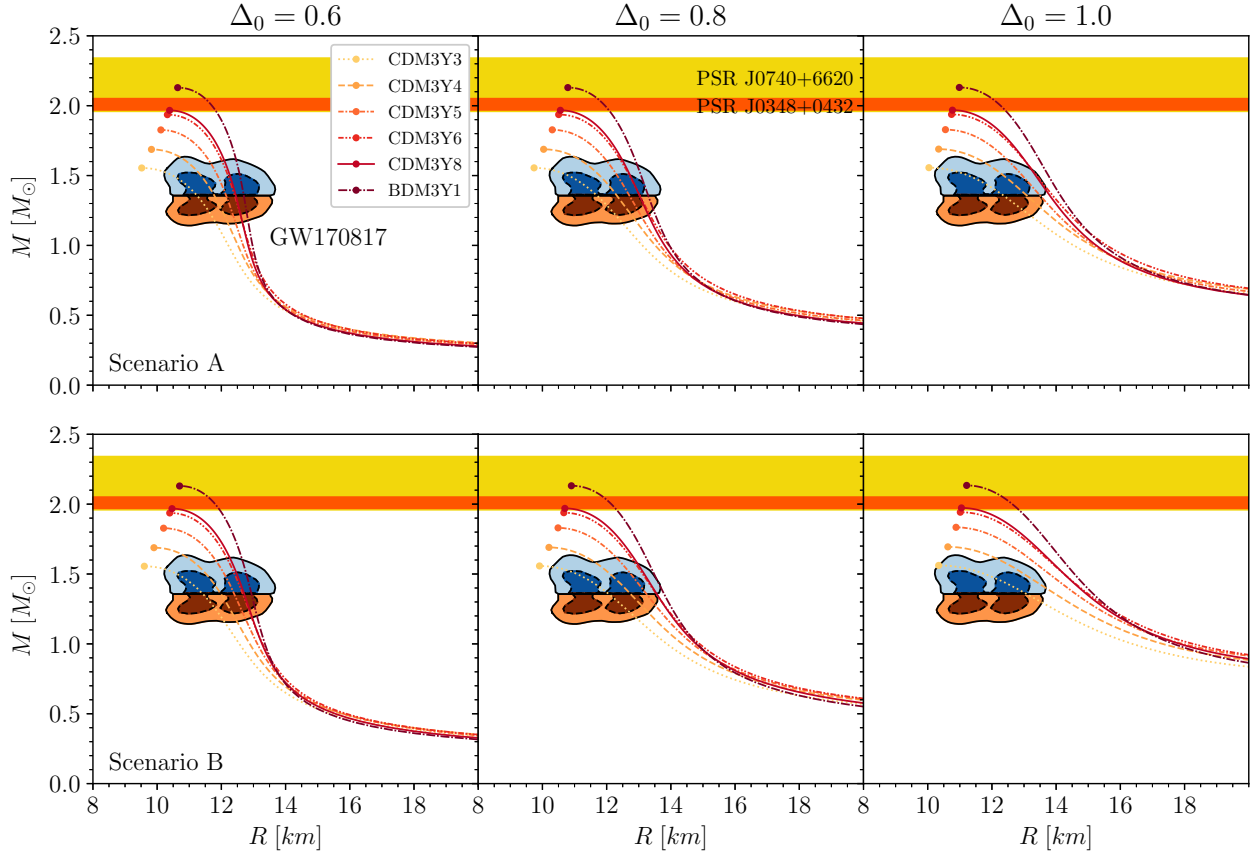 Δ₀ = 0.6 Δ₀ = 0.8 Δ₀ = 1.0
2.5
2.0
1.5
1.0
0.5
0.0
M [M⊙]
CDM3Y3
CDM3Y4
CDM3Y5
CDM3Y6
CDM3Y8
BDM3Y1
GW170817
Scenario A
PSR J0740+6620
PSR J0348+0432
2.5
2.0
1.5
1.0
0.5
0.0
M [M⊙]
Scenario B
8 10 12 14 16 18 8 10 12 14 16 18 8 10 12 14 16 18
R [km] R [km] R [km]